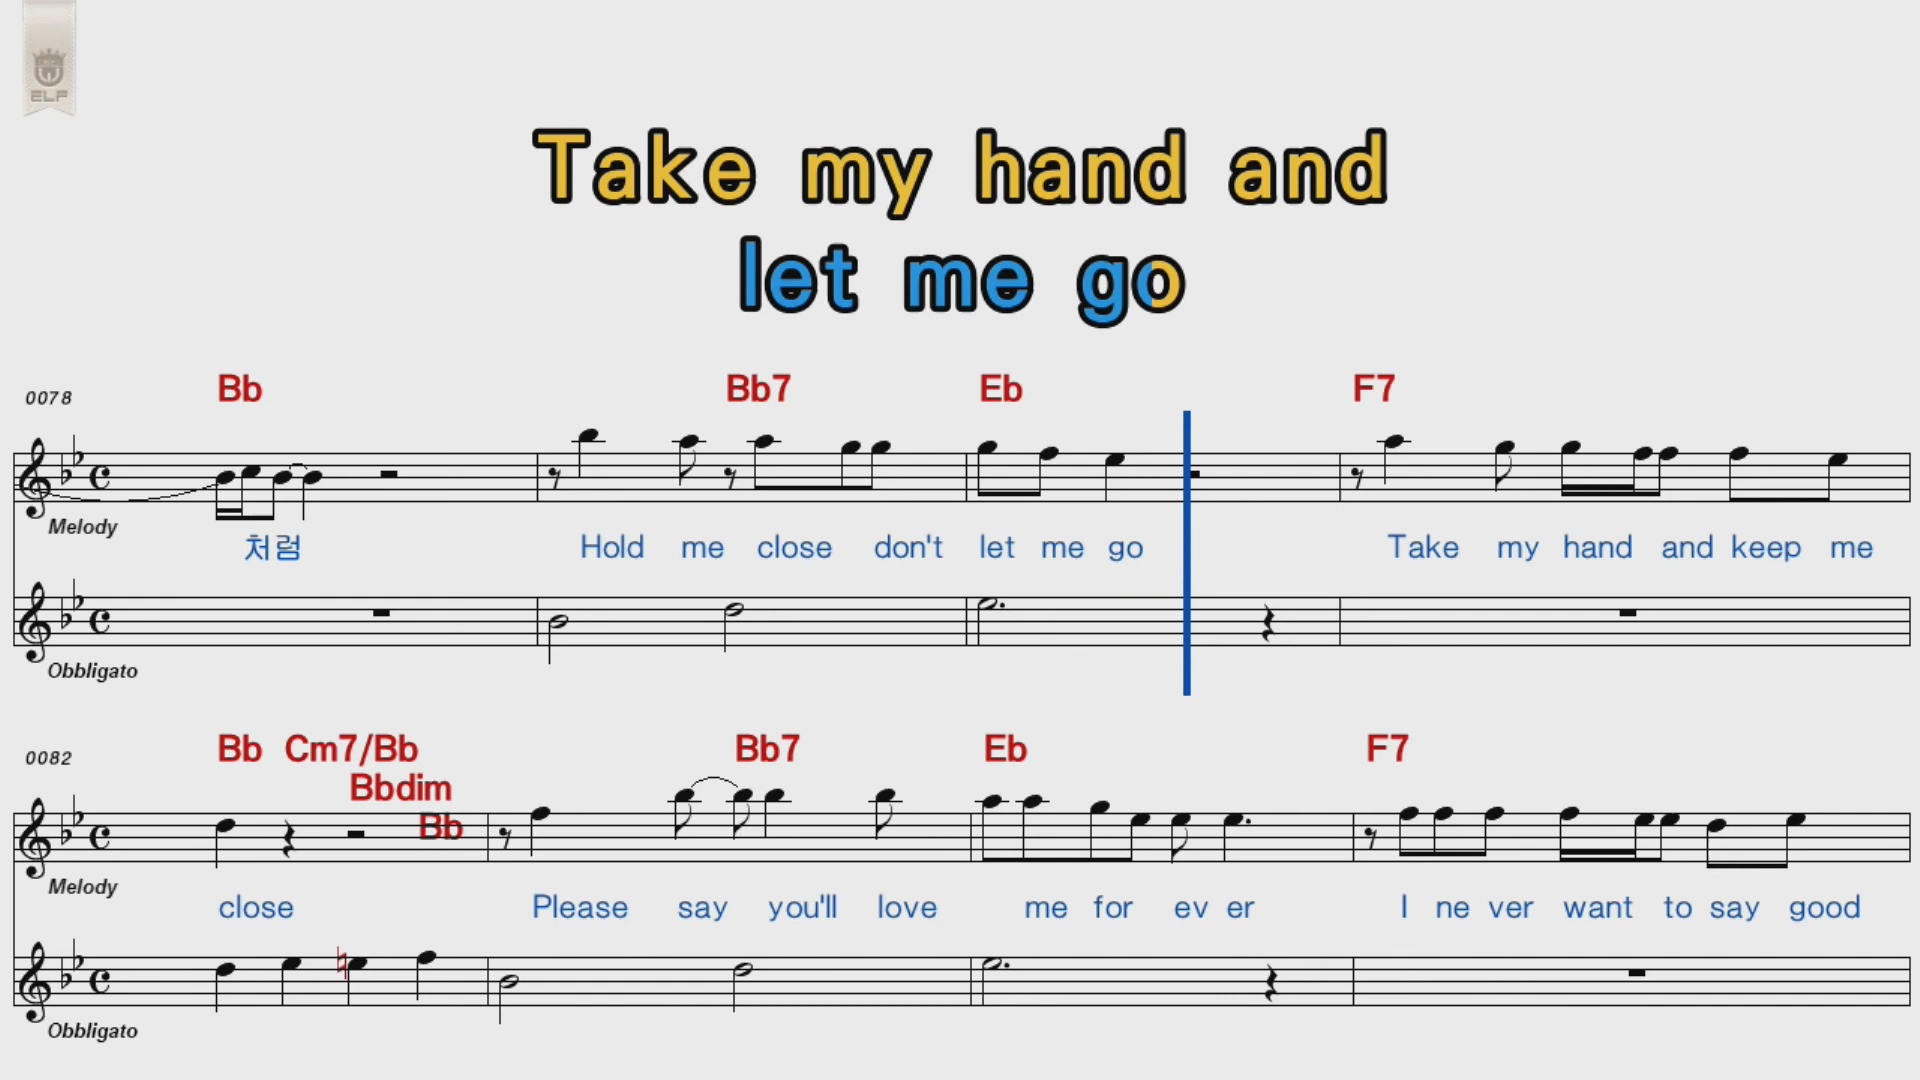 ELF
Take my hand and
let me go
0078 Bb Bb7 Eb F7
Melody
처럼 Hold me close don't let me go Take my hand and keep me
Obbligato
0082 Bb Cm7/Bb Bb7 Eb F7
Bbdim
Bb
Melody
close Please say you'll love me for ev er I ne ver want to say good
Obbligato